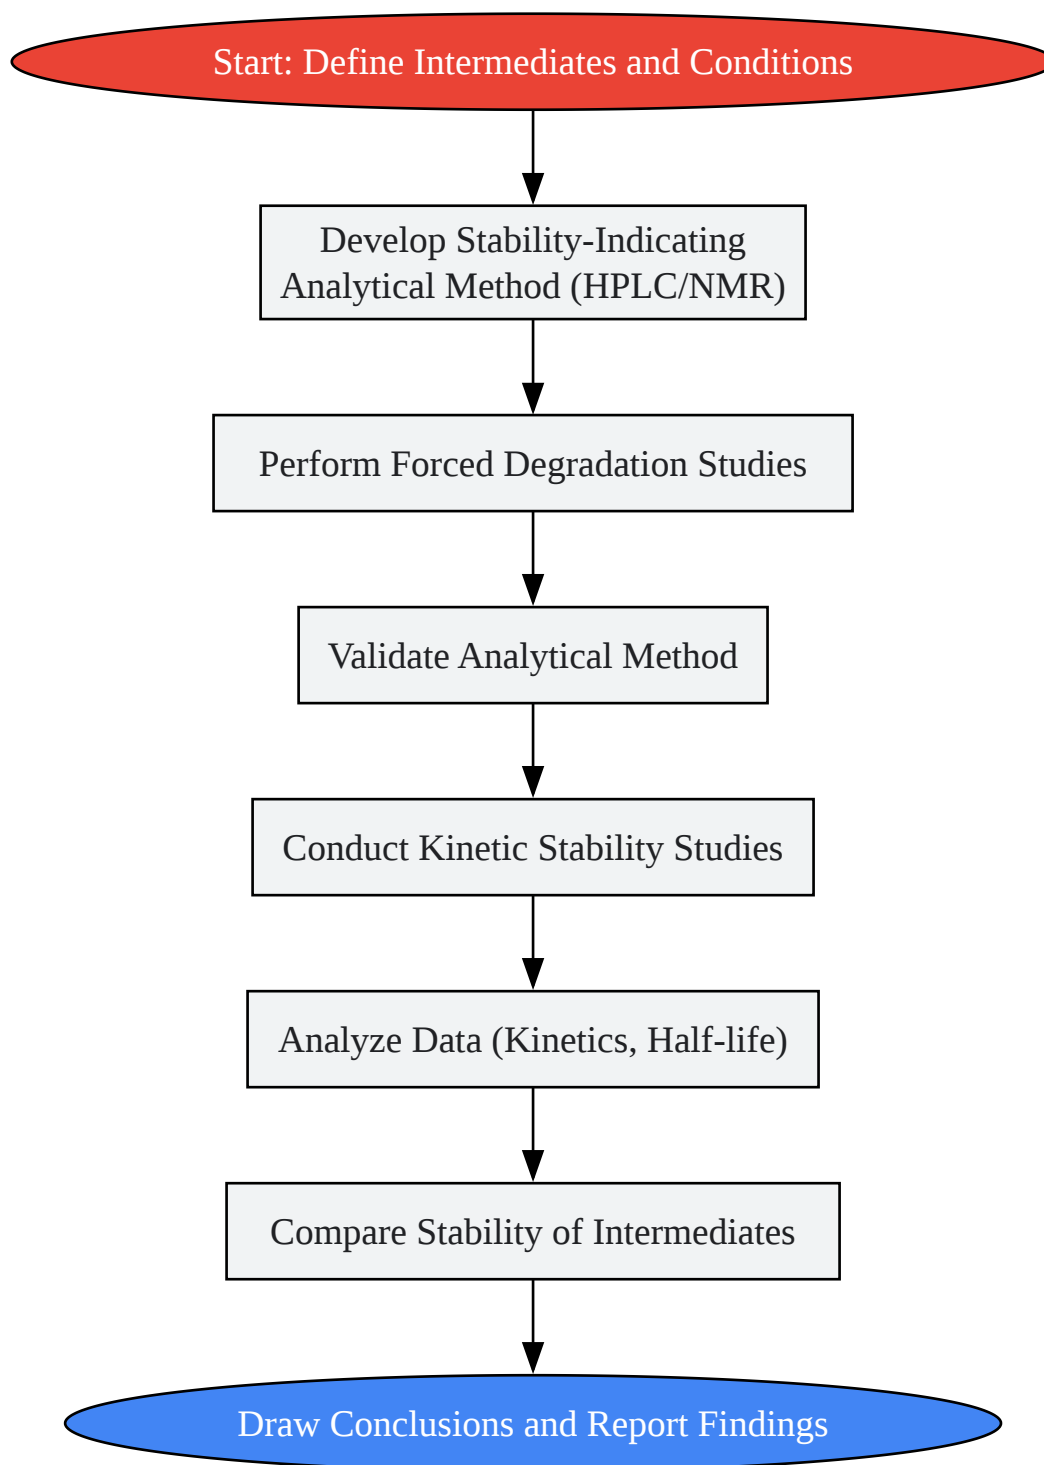 Start: Define Intermediates and Conditions
Develop Stability-Indicating
Analytical Method (HPLC/NMR)
Perform Forced Degradation Studies
Validate Analytical Method
Conduct Kinetic Stability Studies
Analyze Data (Kinetics, Half-life)
Compare Stability of Intermediates
Draw Conclusions and Report Findings